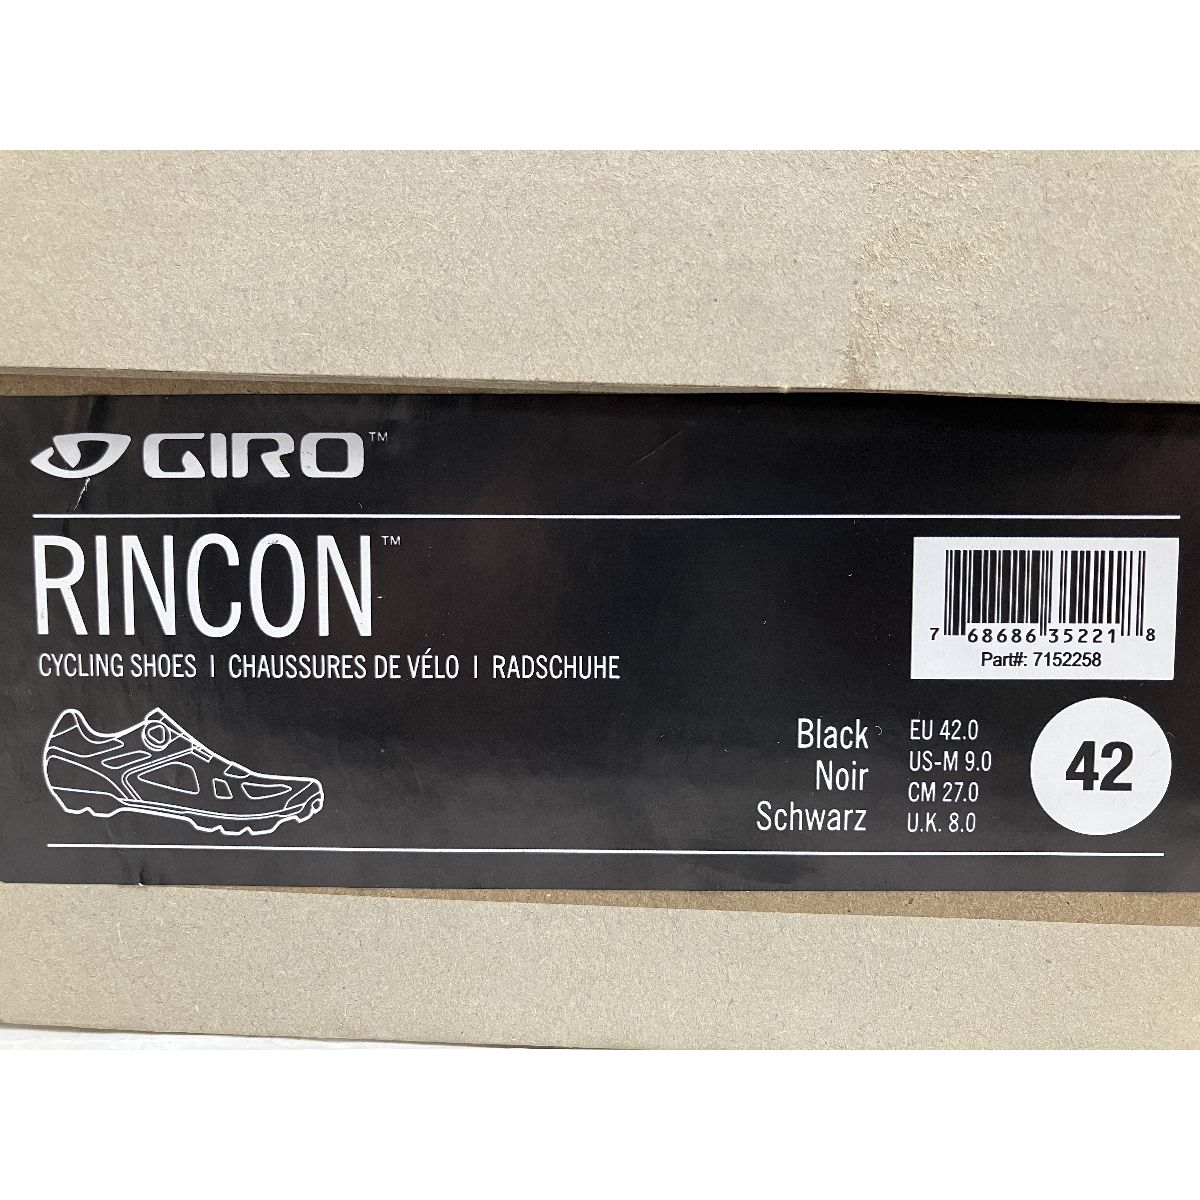 GIRO™
RINCON™
CYCLING SHOES | CHAUSSURES DE VÉLO | RADSCHUHE
7 68686 35221 8
Part#: 7152258
Black
Noir
Schwarz
EU 42.0
US-M 9.0
CM 27.0
U.K. 8.0
42